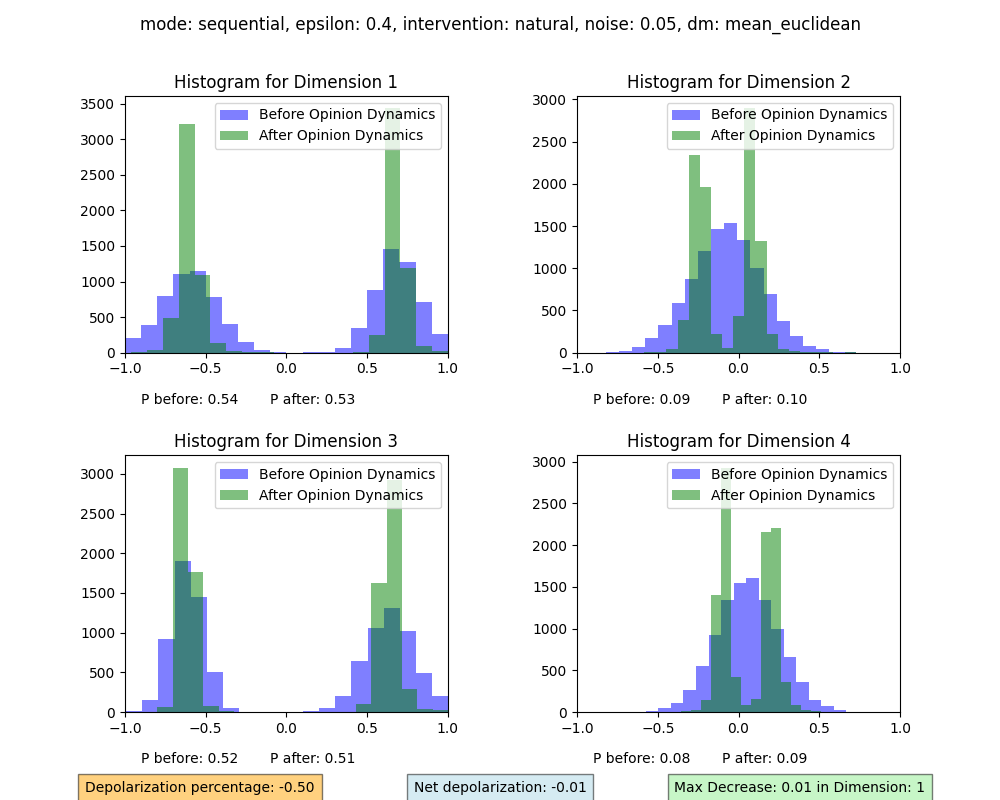 mode: sequential, epsilon: 0.4, intervention: natural, noise: 0.05, dm: mean_euclidean
Histogram for Dimension 1
Before Opinion Dynamics
After Opinion Dynamics
3500
3000
2500
2000
1500
1000
500
0
−1.0 −0.5 0.0 0.5 1.0
P before: 0.54 P after: 0.53
Histogram for Dimension 2
Before Opinion Dynamics
After Opinion Dynamics
3000
2500
2000
1500
1000
500
0
−1.0 −0.5 0.0 0.5 1.0
P before: 0.09 P after: 0.10
Histogram for Dimension 3
Before Opinion Dynamics
After Opinion Dynamics
3000
2500
2000
1500
1000
500
0
−1.0 −0.5 0.0 0.5 1.0
P before: 0.52 P after: 0.51
Histogram for Dimension 4
Before Opinion Dynamics
After Opinion Dynamics
3000
2500
2000
1500
1000
500
0
−1.0 −0.5 0.0 0.5 1.0
P before: 0.08 P after: 0.09
Depolarization percentage: -0.50
Net depolarization: -0.01
Max Decrease: 0.01 in Dimension: 1